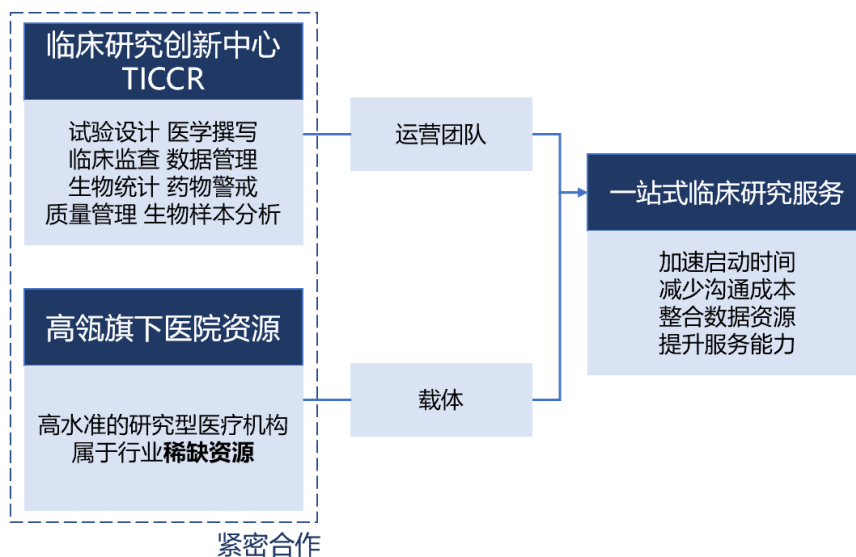 临床研究创新中心
TICCR
试验设计 医学撰写
临床监查 数据管理
生物统计 药物警戒
质量管理 生物样本分析
运营团队
一站式临床研究服务
加速启动时间
减少沟通成本
整合数据资源
提升服务能力
高瓴旗下医院资源
高水准的研究型医疗机构
属于行业稀缺资源
载体
紧密合作